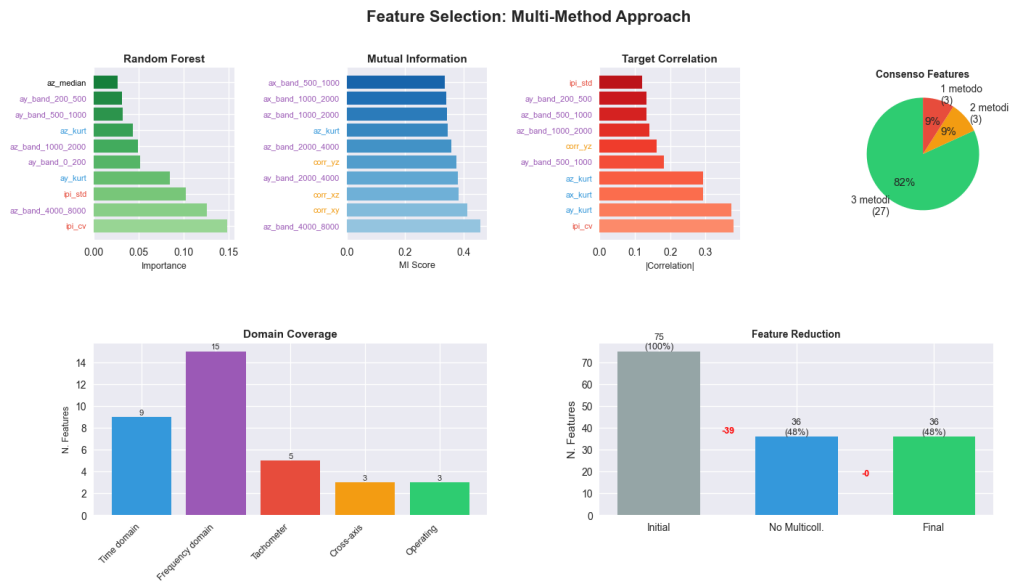 Feature Selection: Multi-Method Approach
Random Forest
az_median
ay_band_200_500
ay_band_500_1000
az_kurt
az_band_1000_2000
ay_band_0_200
ay_kurt
ipi_std
az_band_4000_8000
ipi_cv
0.00 0.05 0.10 0.15
Importance
Mutual Information
ax_band_500_1000
ax_band_1000_2000
az_band_1000_2000
az_kurt
az_band_2000_4000
corr_yz
ay_band_2000_4000
corr_xz
corr_xy
az_band_4000_8000
0.0 0.2 0.4
MI Score
Target Correlation
ipi_std
ay_band_200_500
az_band_500_1000
az_band_1000_2000
corr_yz
ay_band_500_1000
az_kurt
ax_kurt
ay_kurt
ipi_cv
0.0 0.1 0.2 0.3
|Correlation|
Consenso Features
1 metodo
(3)
2 metodi
(3)
9%
9%
82%
3 metodi
(27)
Domain Coverage
N. Features
14
12
10
8
6
4
2
0
9
15
5
3
3
Time domain
Frequency domain
Tachometer
Cross-axis
Operating
Feature Reduction
N. Features
70
60
50
40
30
20
10
0
75
(100%)
-39
36
(48%)
-0
36
(48%)
Initial
No Multicoll.
Final